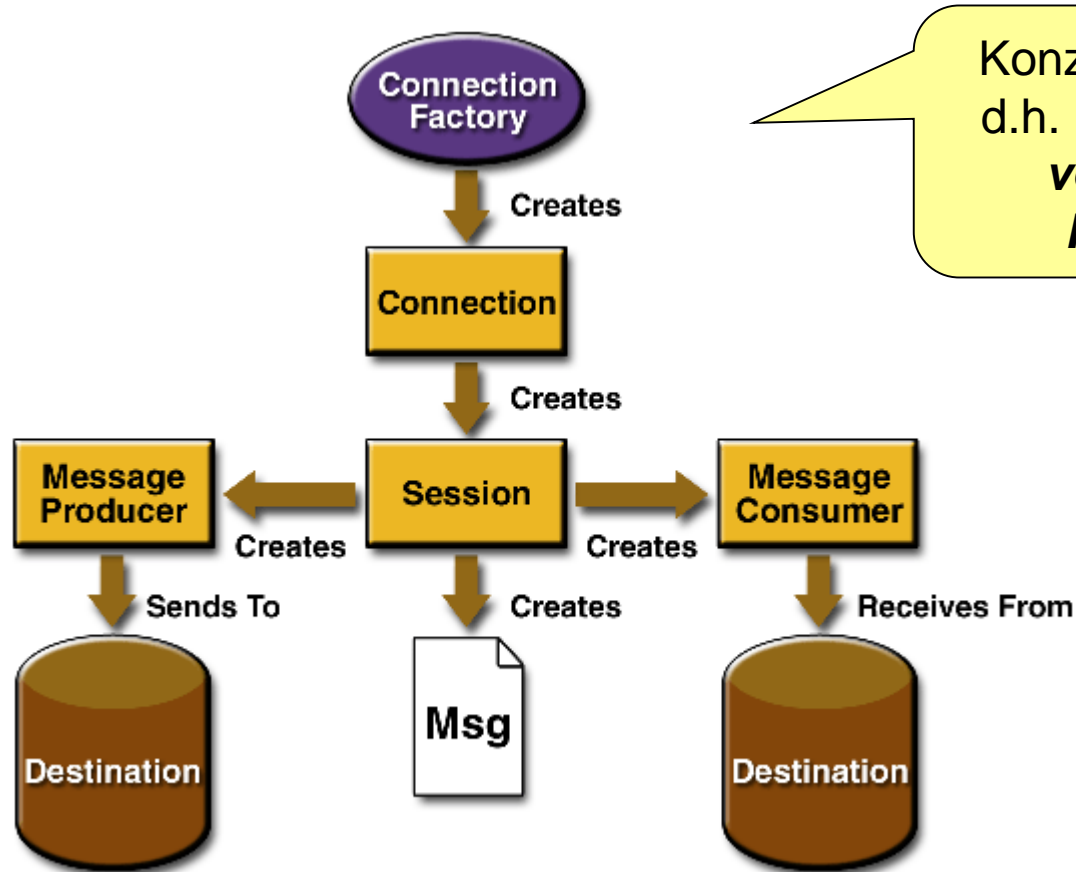 Connection
Factory
d.h.
Creates
Connection
Creates
Message
Producer
Session
Message
Consumer
Creates
Creates
Sends To
Creates
Receives From
Msg
Destination
Destination